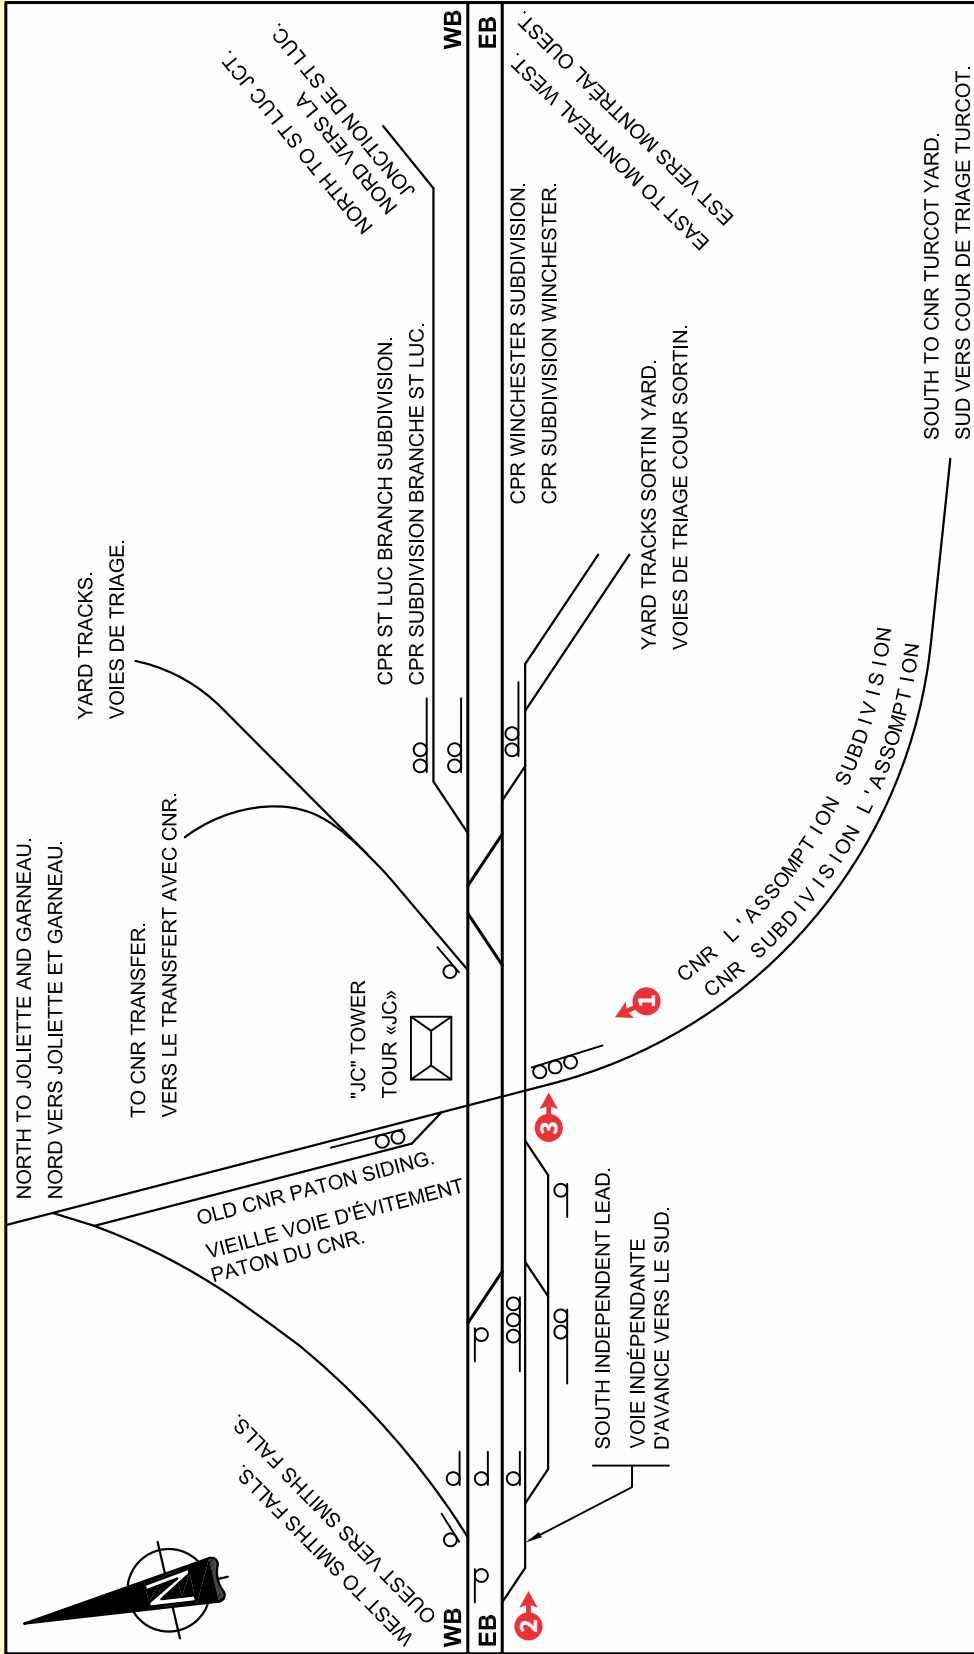 NORTH TO JOLIETTE AND GARNEAU.
NORD VERS JOLIETTE ET GARNEAU.
YARD TRACKS.
VOIES DE TRIAGE.
TO CNR TRANSFER.
VERS LE TRANSFERT AVEC CNR.
NORTH TO ST LUC JCT.
NORD VERS LA
JONCTION DE ST LUC.
"JC" TOWER
TOUR «JC»
CPR ST LUC BRANCH SUBDIVISION.
CPR SUBDIVISION BRANCHE ST LUC.
OLD CNR PATON SIDING.
VIEILLE VOIE D'ÉVITEMENT
PATON DU CNR.
N
WEST TO SMITHS FALLS.
OUEST VERS SMITHS FALLS.
WB
EB
WB
EB
EAST TO MONTREAL WEST.
EST VERS MONTRÉAL OUEST.
CPR WINCHESTER SUBDIVISION.
CPR SUBDIVISION WINCHESTER.
2
3
1
SOUTH INDEPENDENT LEAD.
VOIE INDÉPENDANTE
D'AVANCE VERS LE SUD.
YARD TRACKS SORTIN YARD.
VOIES DE TRIAGE COUR SORTIN.
CNR L'ASSOMPTION SUBDIVISION
CNR SUBDIVISION L'ASSOMPTION
SOUTH TO CNR TURCOT YARD.
SUD VERS COUR DE TRIAGE TURCOT.